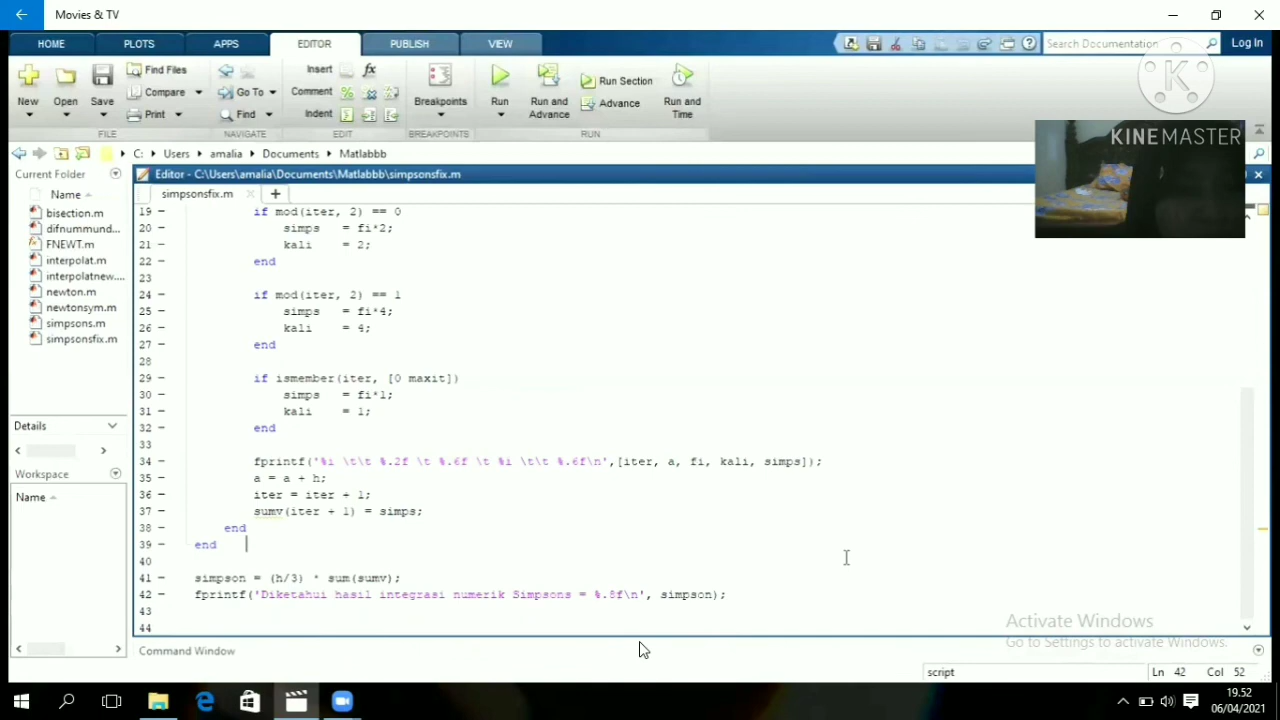 Movies & TV
HOME PLOTS APPS EDITOR PUBLISH VIEW Search Documentation Log In
New Open Save Find Files Compare Print Go To Find Insert fx Comment Indent Breakpoints Run Run and Advance Run Section Advance Run and Time
FILE NAVIGATE EDIT BREAKPOINTS RUN
K
KINEMASTER
C: Users amalia Documents Matlabbb
Current Folder
Name
bisection.m
difnummund...
FNEWT.m
interpolat.m
interpolatnew....
newton.m
newtonsym.m
simpsons.m
simpsonsfix.m
Details
Workspace
Name
Editor - C:\Users\amalia\Documents\Matlabbb\simpsonsfix.m
simpsonsfix.m
19 - if mod(iter, 2) == 0
20 - simps = fi*2;
21 - kali = 2;
22 - end
23
24 - if mod(iter, 2) == 1
25 - simps = fi*4;
26 - kali = 4;
27 - end
28
29 - if ismember(iter, [0 maxit])
30 - simps = fi*1;
31 - kali = 1;
32 - end
33
34 - fprintf('%i \t\t %.2f \t %.6f \t %i \t\t %.6f\n',[iter, a, fi, kali, simps]);
35 - a = a + h;
36 - iter = iter + 1;
37 - sumv(iter + 1) = simps;
38 - end
39 - end
40
41 - simpson = (h/3) * sum(sumv);
42 - fprintf('Diketahui hasil integrasi numerik Simpsons = %.8f\n', simpson);
43
44
Activate Windows
Go to Settings to activate Windows.
Command Window
script Ln 42 Col 52
19.52
06/04/2021